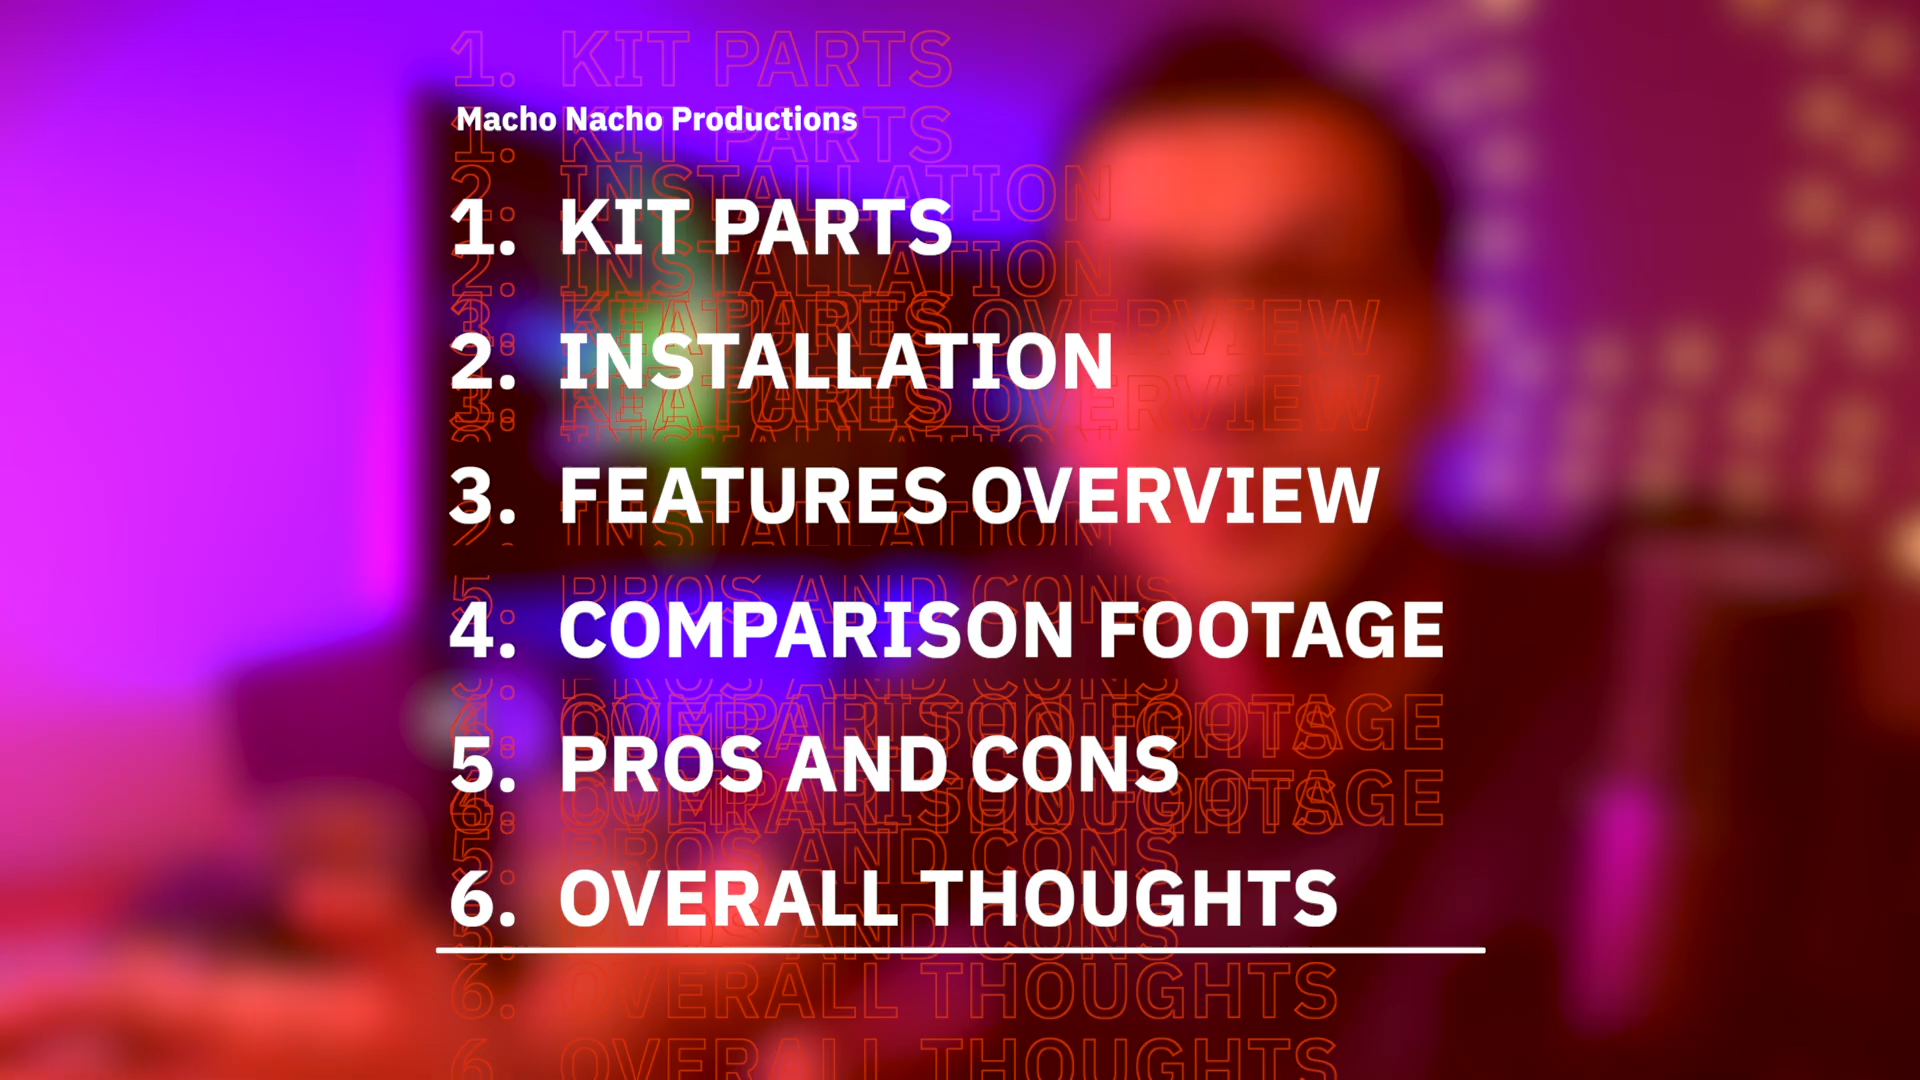 Macho Nacho Productions
1. KIT PARTS
2. INSTALLATION
3. FEATURES OVERVIEW
4. COMPARISON FOOTAGE
5. PROS AND CONS
6. OVERALL THOUGHTS